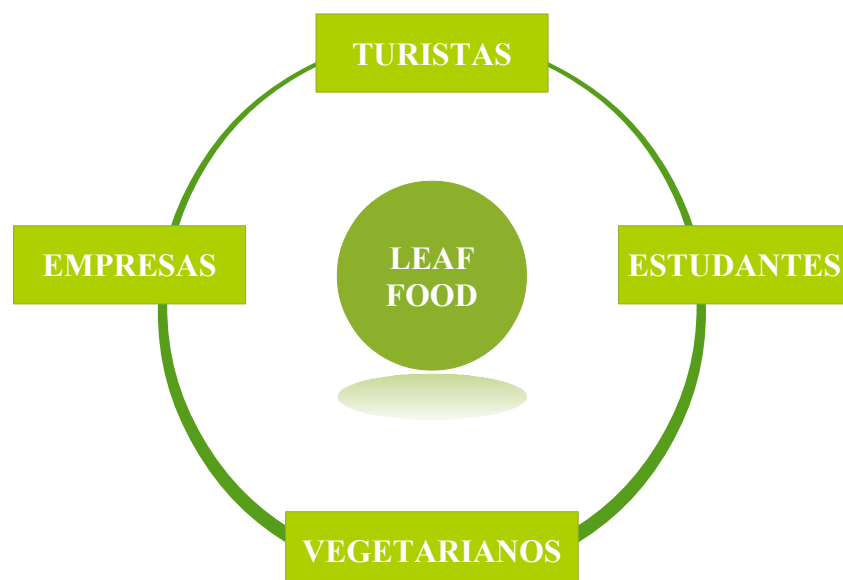 TURISTAS
EMPRESAS
LEAF
FOOD
ESTUDANTES
VEGETARIANOS